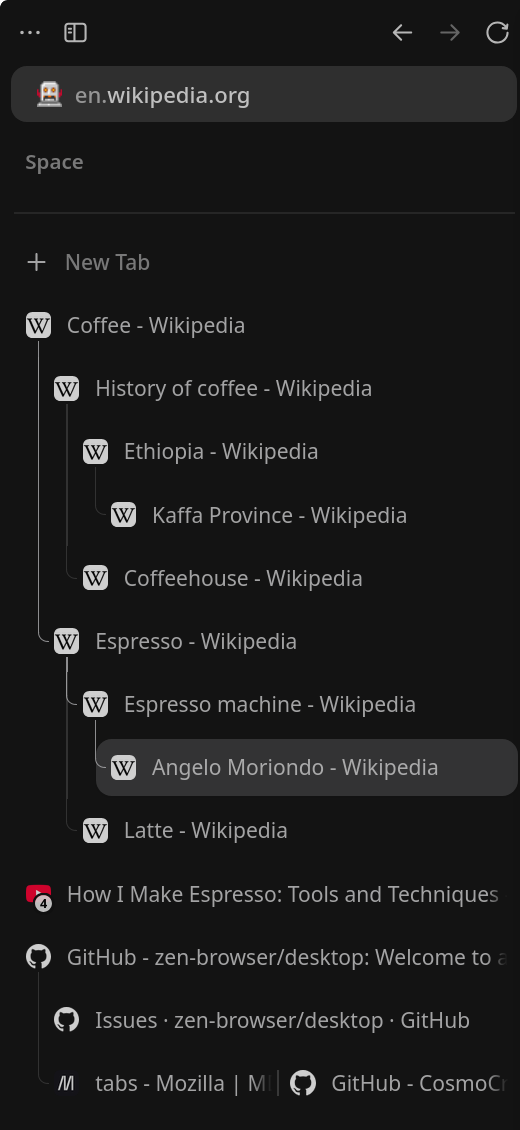 en.wikipedia.org
Space
New Tab
W Coffee - Wikipedia
W History of coffee - Wikipedia
W Ethiopia - Wikipedia
W Kaffa Province - Wikipedia
W Coffeehouse - Wikipedia
W Espresso - Wikipedia
W Espresso machine - Wikipedia
W Angelo Moriondo - Wikipedia
W Latte - Wikipedia
4 How I Make Espresso: Tools and Techniques
GitHub - zen-browser/desktop: Welcome to a
Issues · zen-browser/desktop · GitHub
M tabs - Mozilla | M GitHub - CosmoCr